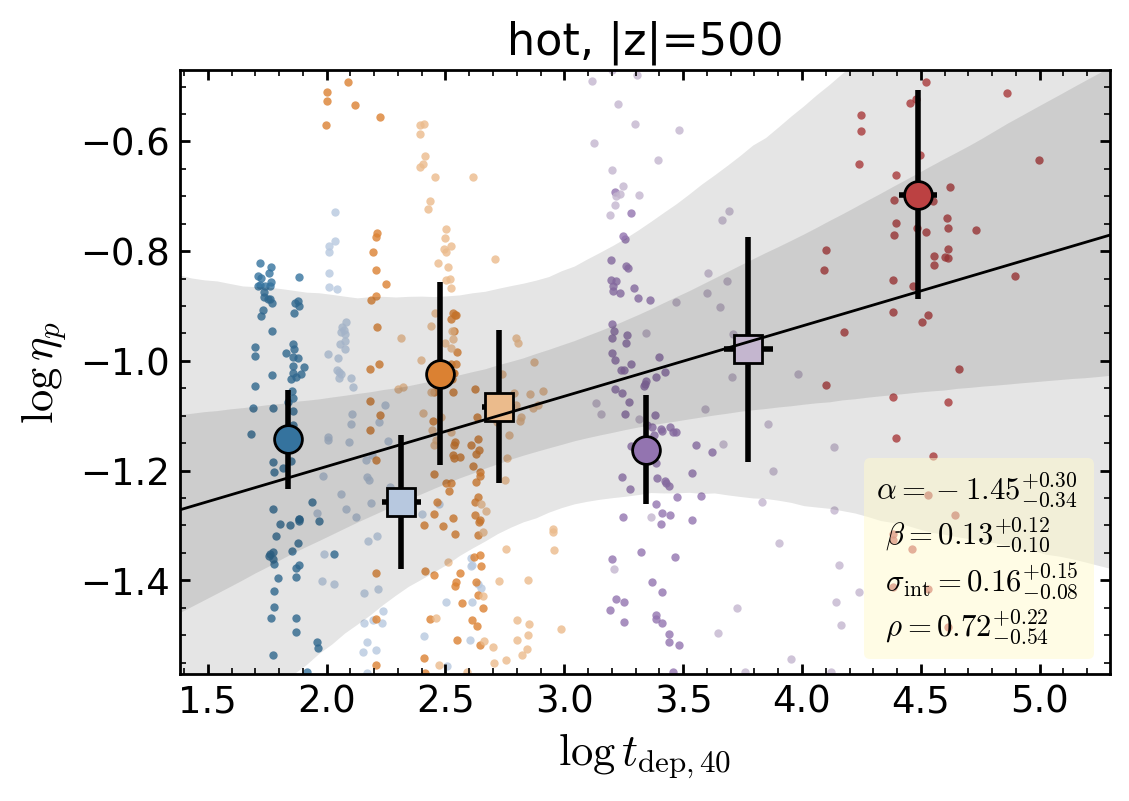 hot, |z|=500
log η_p
−0.6
−0.8
−1.0
−1.2
−1.4
α = −1.45^{+0.30}_{−0.34}
β = 0.13^{+0.12}_{−0.10}
σ_int = 0.16^{+0.15}_{−0.08}
ρ = 0.72^{+0.22}_{−0.54}
1.5 2.0 2.5 3.0 3.5 4.0 4.5 5.0
log t_{dep, 40}